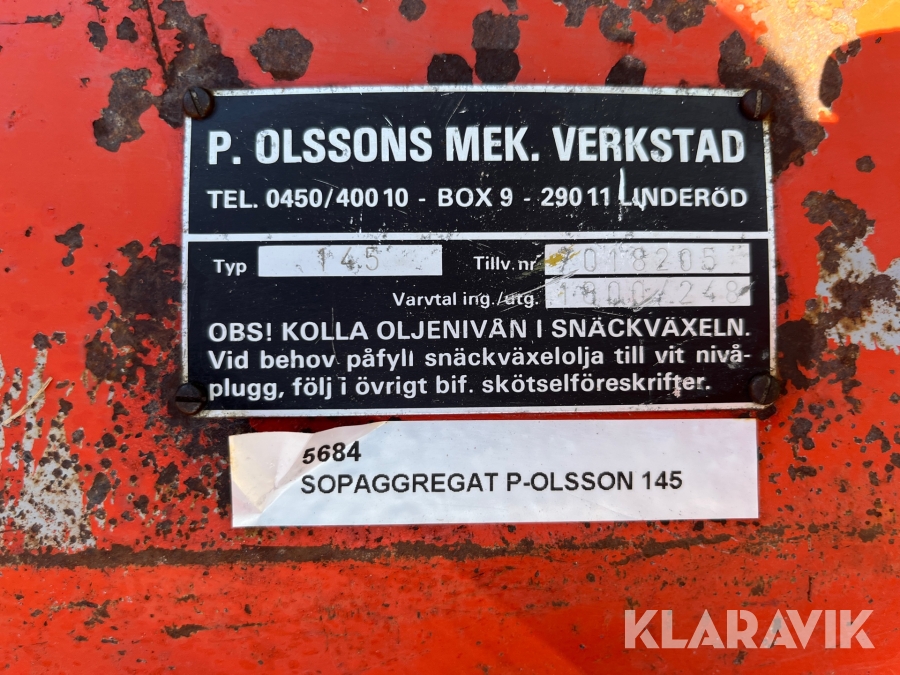 P. OLSSONS MEK. VERKSTAD
TEL. 0450/400 10 - BOX 9 - 290 11 LINDERÖD
Typ 145 Tillv. nr 7018205
Varvtal ing./utg. 1800/248
OBS! KOLLA OLJENIVÅN I SNÄCKVÄXELN.
Vid behov påfyll snäckväxelolja till vit nivå-
plugg, följ i övrigt bif. skötselföreskrifter.
5684
SOPAGGREGAT P-OLSSON 145
KLARAVIK